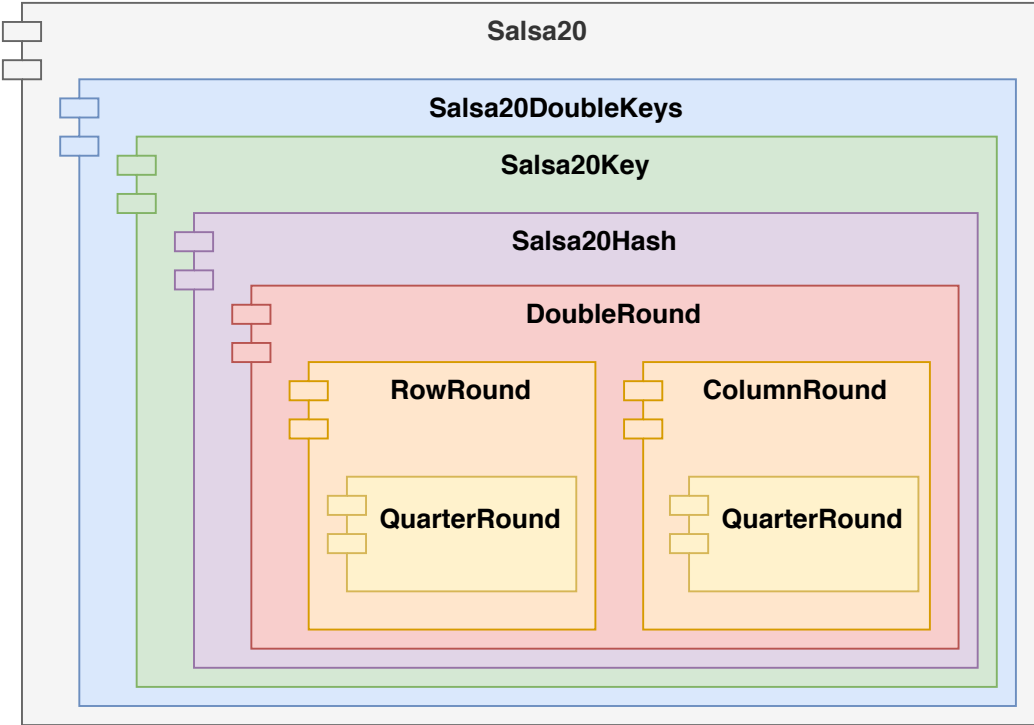 Salsa20
Salsa20DoubleKeys
Salsa20Key
Salsa20Hash
DoubleRound
RowRound
ColumnRound
QuarterRound
QuarterRound